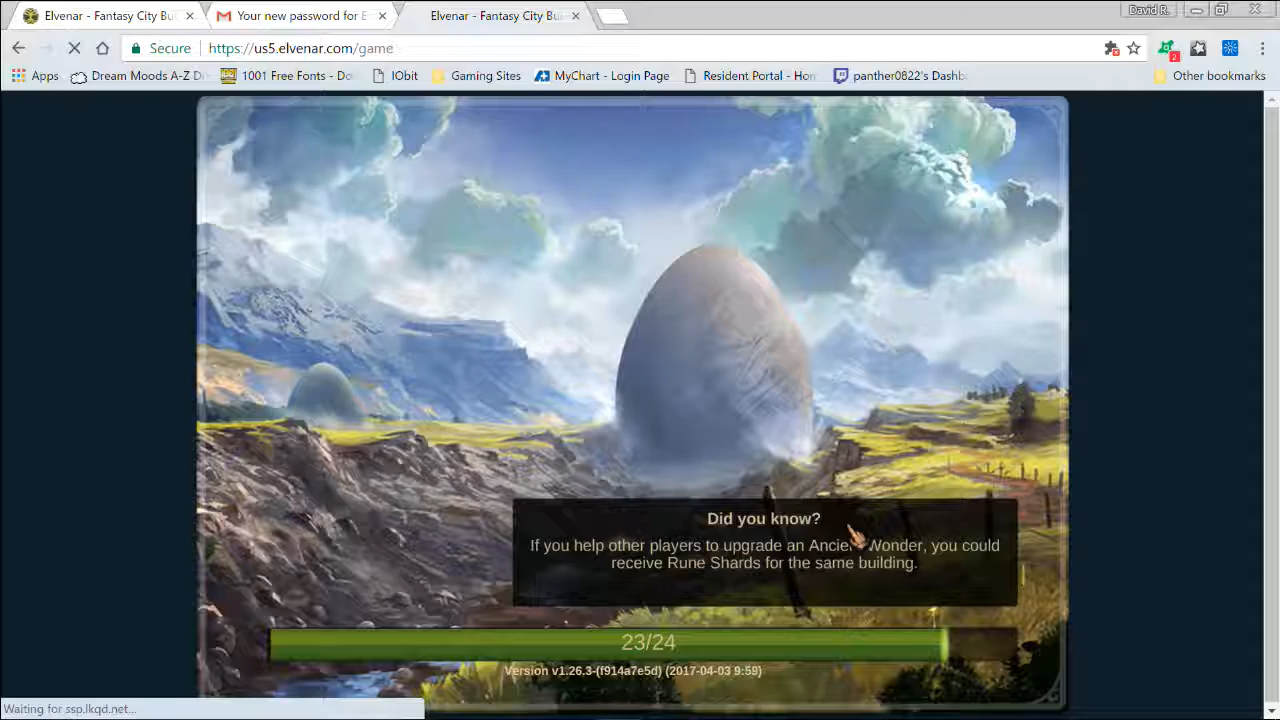 Elvenar - Fantasy City Bu
Your new password for E
Elvenar - Fantasy City Bu
David R.
Secure
https://us5.elvenar.com/game
2
Apps
Dream Moods A-Z D
1001 Free Fonts - Do
IObit
Gaming Sites
MyChart - Login Page
Resident Portal - Hom
panther0822's Dashb
Other bookmarks
Did you know?
If you help other players to upgrade an Ancie Wonder, you could
receive Rune Shards for the same building.
23/24
Version v1.26.3-(f914a7e5d) (2017-04-03 9:59)
Waiting for ssp.lkqd.net...